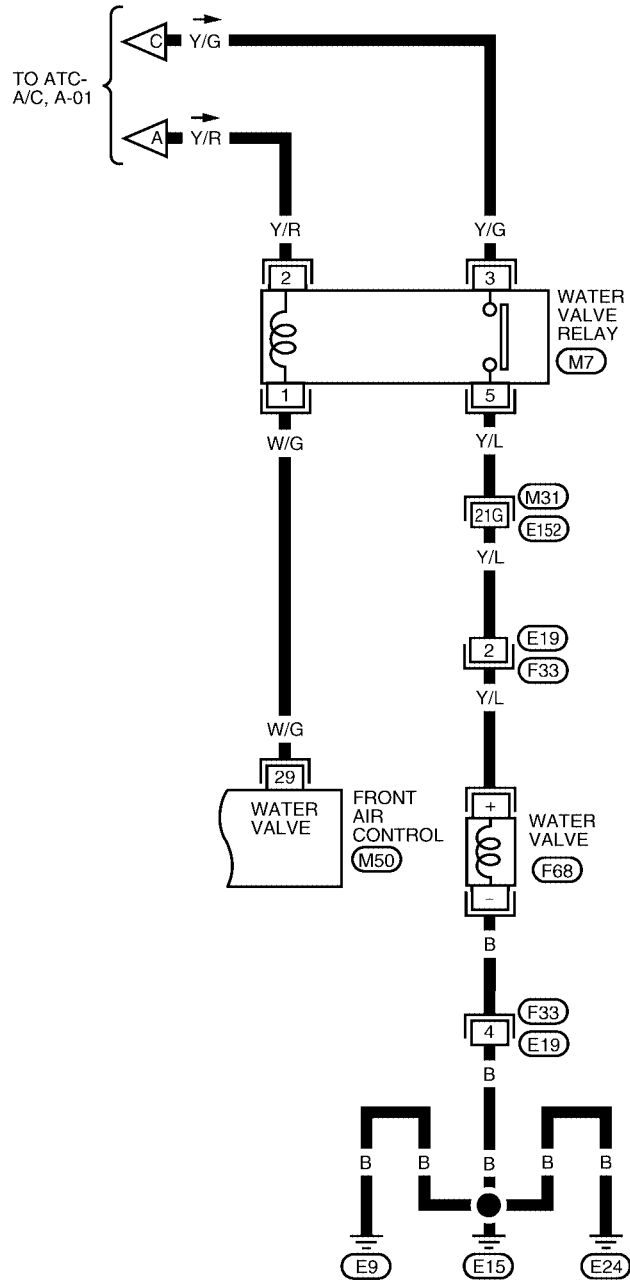 C
Y/G
TO ATC-
A/C, A-01
A
Y/R
Y/R
Y/G
2
3
WATER
VALVE
RELAY
M7
1
5
W/G
Y/L
M31
21G
E152
Y/L
E19
2
F33
Y/L
W/G
29
WATER
VALVE
FRONT
AIR
CONTROL
M50
+
WATER
VALVE
F68
−
B
F33
4
E19
B
B
B
B
B
B
E9
E15
E24